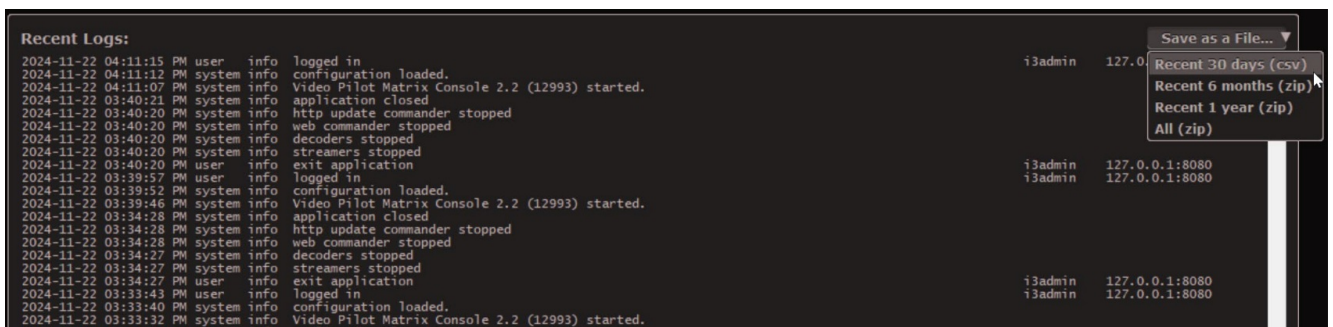 Recent Logs:
Save as a File... ▼
2024-11-22 04:11:15 PM user info logged in i3admin 127.0.
2024-11-22 04:11:12 PM system info configuration loaded.
2024-11-22 04:11:07 PM system info Video Pilot Matrix Console 2.2 (12993) started.
2024-11-22 03:40:21 PM system info application closed
2024-11-22 03:40:20 PM system info http update commander stopped
2024-11-22 03:40:20 PM system info web commander stopped
2024-11-22 03:40:20 PM system info decoders stopped
2024-11-22 03:40:20 PM system info streamers stopped
2024-11-22 03:40:20 PM user info exit application i3admin 127.0.0.1:8080
2024-11-22 03:39:57 PM user info logged in i3admin 127.0.0.1:8080
2024-11-22 03:39:52 PM system info configuration loaded.
2024-11-22 03:39:46 PM system info Video Pilot Matrix Console 2.2 (12993) started.
2024-11-22 03:34:28 PM system info application closed
2024-11-22 03:34:28 PM system info http update commander stopped
2024-11-22 03:34:28 PM system info web commander stopped
2024-11-22 03:34:27 PM system info decoders stopped
2024-11-22 03:34:27 PM system info streamers stopped
2024-11-22 03:34:27 PM user info exit application i3admin 127.0.0.1:8080
2024-11-22 03:33:43 PM user info logged in i3admin 127.0.0.1:8080
2024-11-22 03:33:40 PM system info configuration loaded.
2024-11-22 03:33:32 PM system info Video Pilot Matrix Console 2.2 (12993) started.
Recent 30 days (csv)
Recent 6 months (zip)
Recent 1 year (zip)
All (zip)